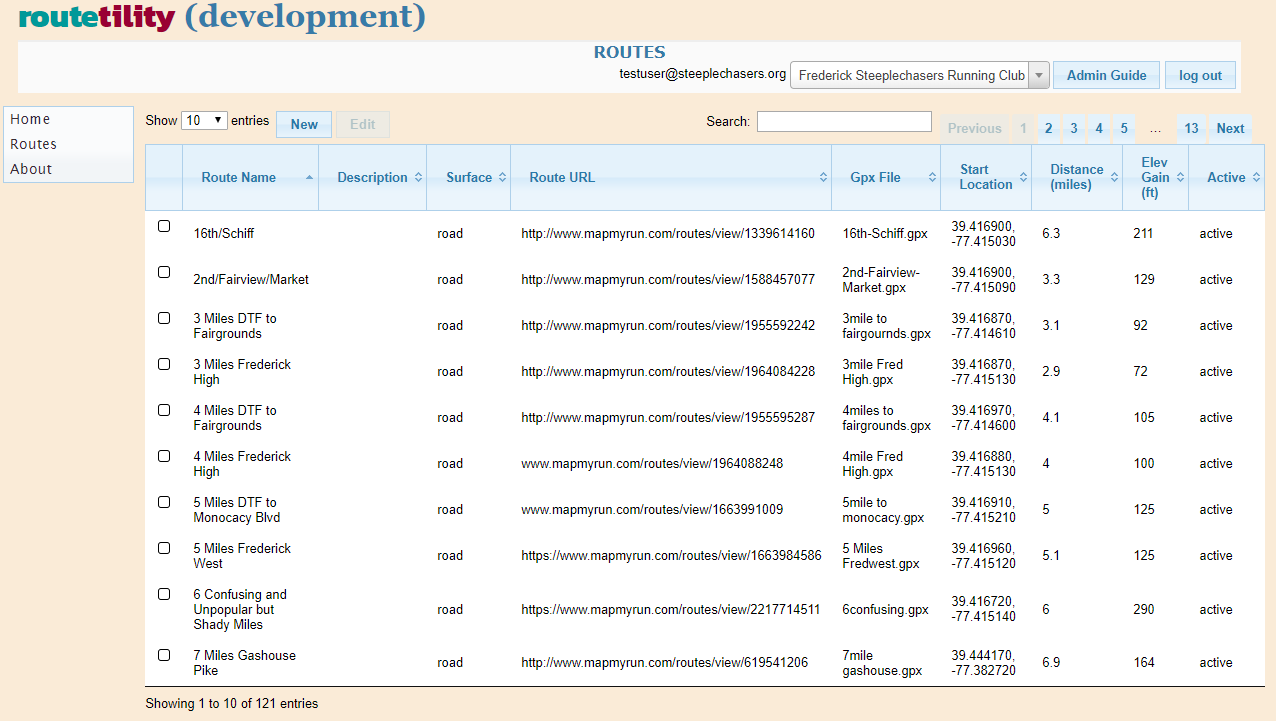 routetility (development)
ROUTES
testuser@steeplechasers.org Frederick Steeplechasers Running Club Admin Guide log out
Home
Routes
About
Show 10 entries New Edit Search: Previous 1 2 3 4 5 … 13 Next
Route Name Description Surface Route URL Gpx File Start Location Distance (miles) Elev Gain (ft) Active
16th/Schiff road http://www.mapmyrun.com/routes/view/1339614160 16th-Schiff.gpx 39.416900, -77.415030 6.3 211 active
2nd/Fairview/Market road http://www.mapmyrun.com/routes/view/1588457077 2nd-Fairview-Market.gpx 39.416900, -77.415090 3.3 129 active
3 Miles DTF to Fairgrounds road http://www.mapmyrun.com/routes/view/1955592242 3mile to fairgournds.gpx 39.416870, -77.414610 3.1 92 active
3 Miles Frederick High road http://www.mapmyrun.com/routes/view/1964084228 3mile Fred High.gpx 39.416870, -77.415130 2.9 72 active
4 Miles DTF to Fairgrounds road http://www.mapmyrun.com/routes/view/1955595287 4miles to fairgrounds.gpx 39.416970, -77.414600 4.1 105 active
4 Miles Frederick High road www.mapmyrun.com/routes/view/1964088248 4mile Fred High.gpx 39.416880, -77.415130 4 100 active
5 Miles DTF to Monocacy Blvd road www.mapmyrun.com/routes/view/1663991009 5mile to monocacy.gpx 39.416910, -77.415210 5 125 active
5 Miles Frederick West road https://www.mapmyrun.com/routes/view/1663984586 5 Miles Fredwest.gpx 39.416960, -77.415120 5.1 125 active
6 Confusing and Unpopular but Shady Miles road https://www.mapmyrun.com/routes/view/2217714511 6confusing.gpx 39.416720, -77.415140 6 290 active
7 Miles Gashouse Pike road http://www.mapmyrun.com/routes/view/619541206 7mile gashouse.gpx 39.444170, -77.382720 6.9 164 active
Showing 1 to 10 of 121 entries